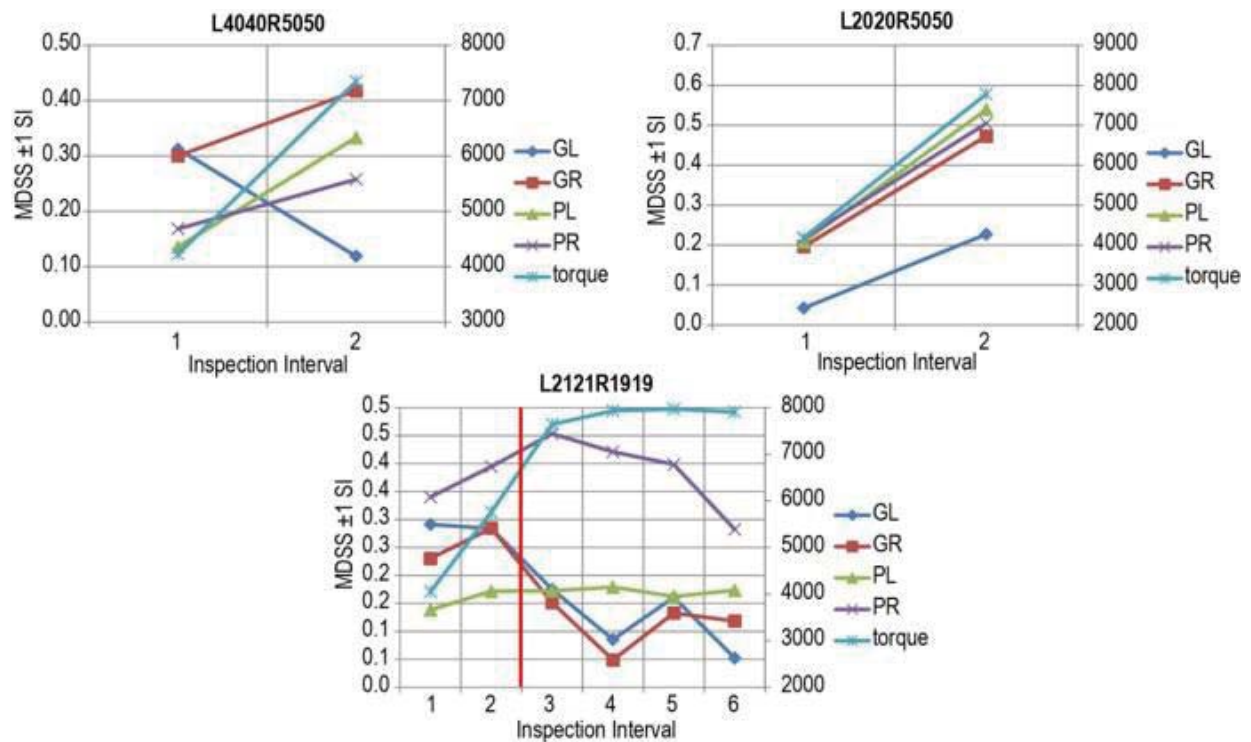 L4040R5050
0.50
0.40
0.30
0.20
0.10
0.00
MDSS ±1 SI
8000
7000
6000
5000
4000
3000
1 2
Inspection Interval
GL
GR
PL
PR
torque
L2020R5050
0.7
0.6
0.5
0.4
0.3
0.2
0.1
0.0
MDSS ±1 SI
9000
8000
7000
6000
5000
4000
3000
2000
1 2
Inspection Interval
GL
GR
PL
PR
torque
L2121R1919
0.5
0.5
0.4
0.4
0.3
0.3
0.2
0.2
0.1
0.1
0.0
MDSS ±1 SI
8000
7000
6000
5000
4000
3000
2000
1 2 3 4 5 6
Inspection Interval
GL
GR
PL
PR
torque